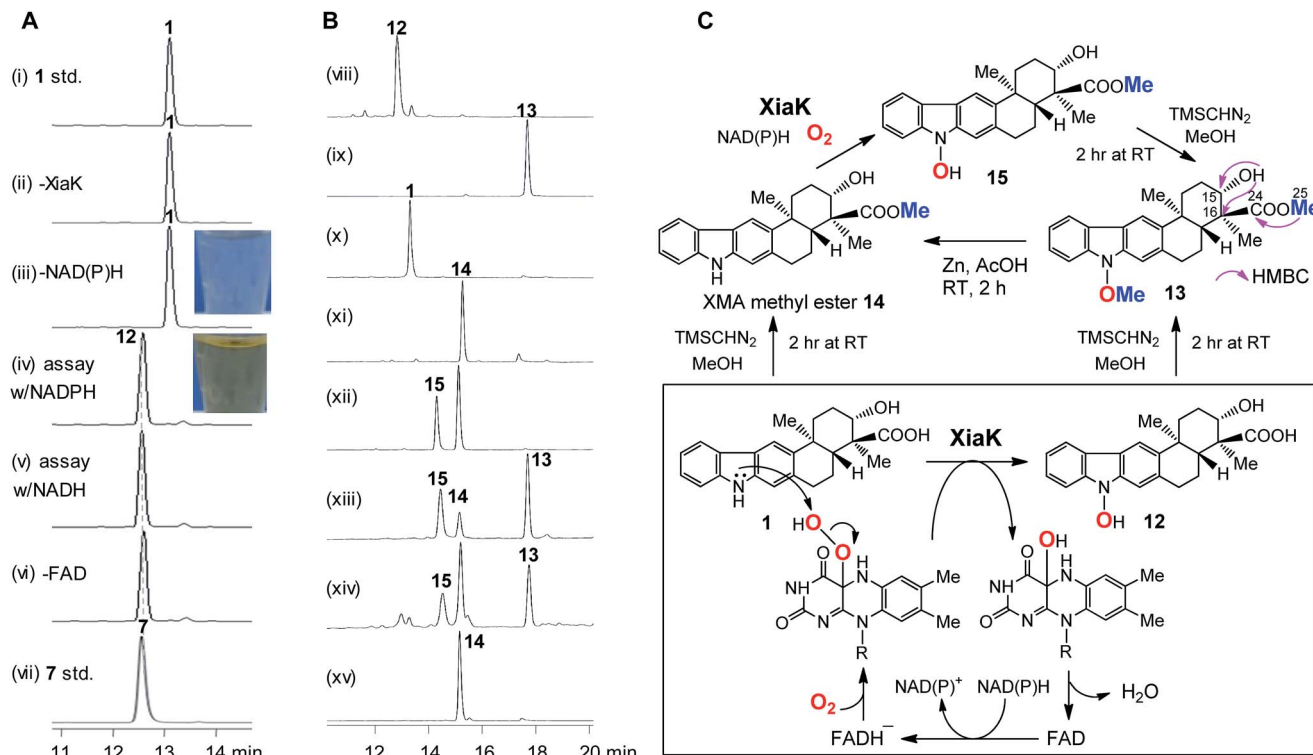 A
1
(i) 1 std.
1
(ii) -XiaK
1
(iii) -NAD(P)H
12
(iv) assay
w/NADPH
(v) assay
w/NADH
(vi) -FAD
7
(vii) 7 std.
11 12 13 14 min
B
12
(viii)
13
(ix)
1
(x)
14
(xi)
(xii) 15
13
(xiii) 15 14
(xiv) 15 13
14
(xv)
12 14 16 18 20 min
C
OH
Me
COOMe
Me
H
N
OH
15
XiaK
NAD(P)H O2
TMSCHN2
MeOH
2 hr at RT
OH
Me
COOMe
Me
H
N
H
XMA methyl ester 14
Zn, AcOH
RT, 2 h
OH
Me 15 24 25
16 COOMe
Me
H
N
OMe
13
HMBC
TMSCHN2
MeOH
2 hr at RT
TMSCHN2
MeOH
2 hr at RT
OH
Me
COOH
Me
H
N
H
1
XiaK
OH
Me
COOH
Me
H
N
OH
12
HO
O
O H
N Me
NH
O N N Me
R
OH
O H
N Me
NH
O N N Me
R
O2
NAD(P)+ NAD(P)H
H2O
FADH− FAD